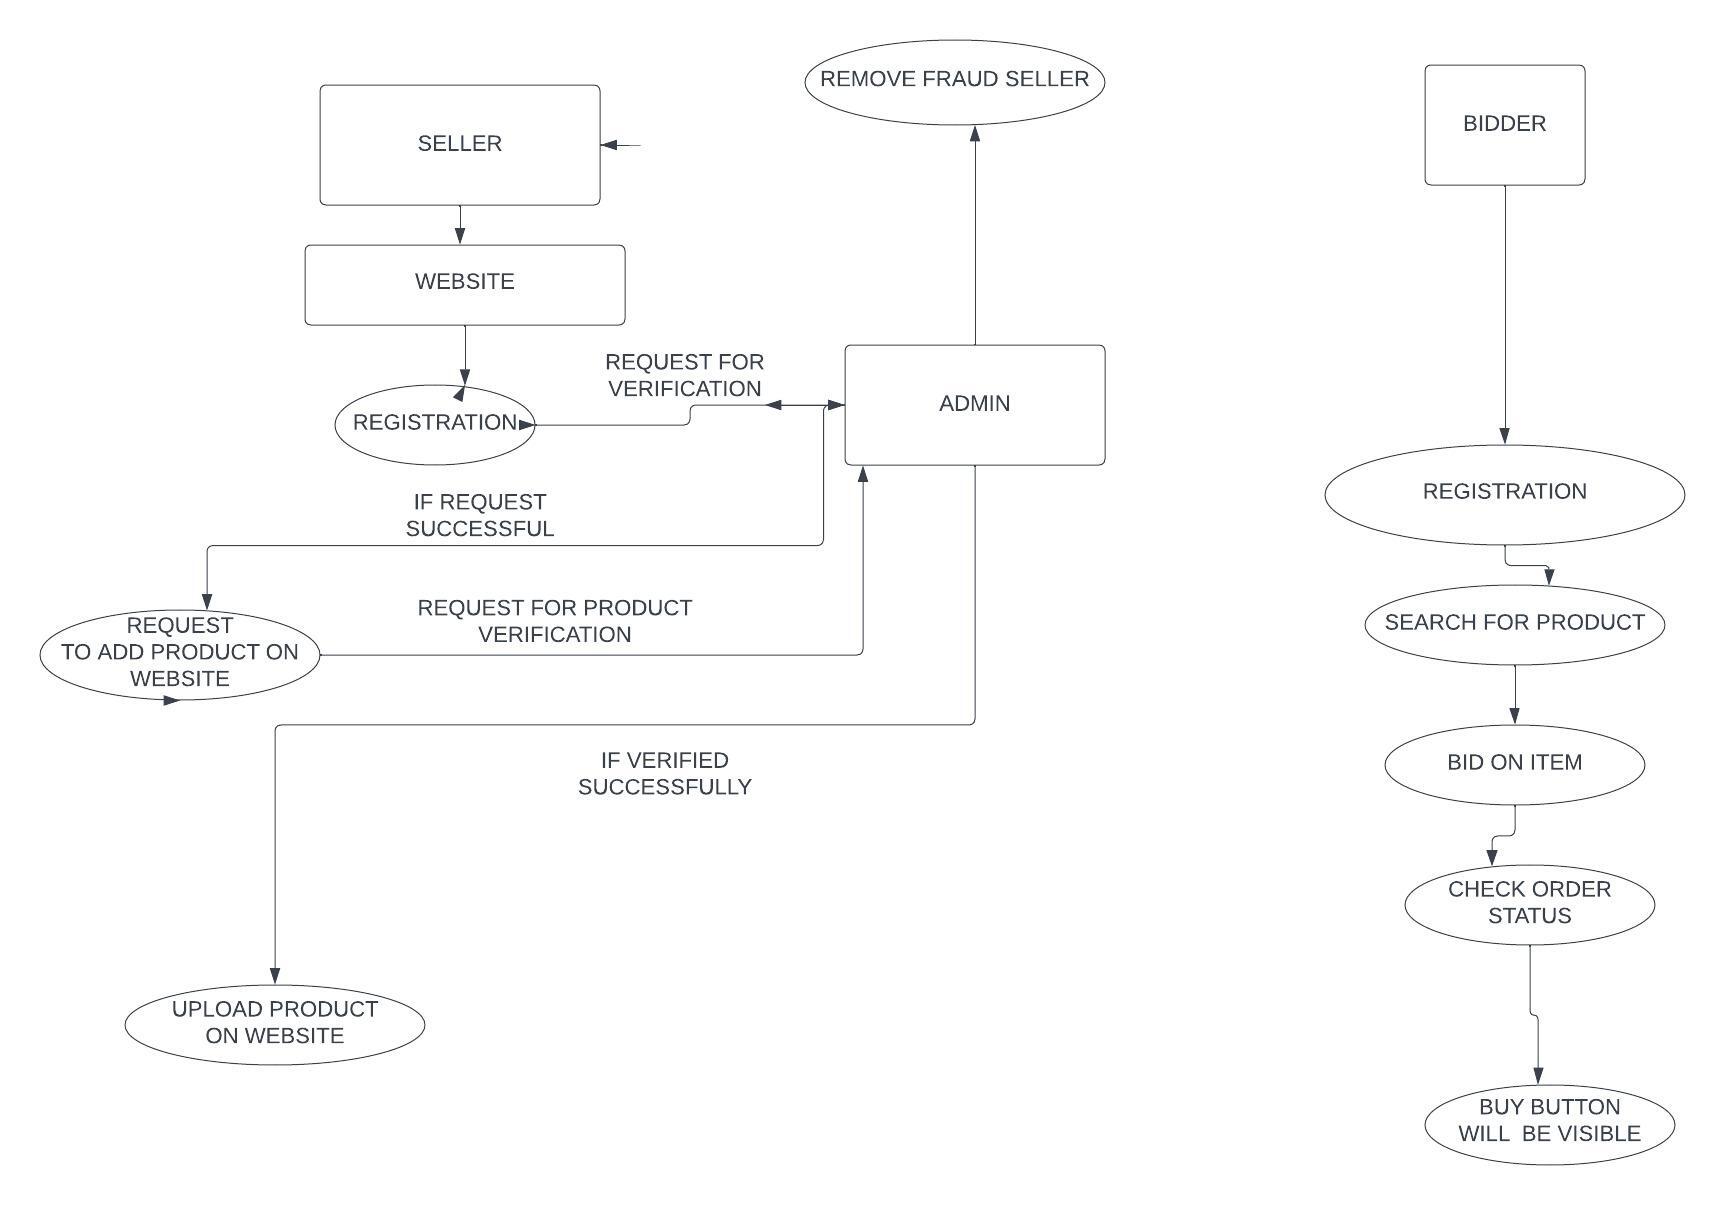 REMOVE FRAUD SELLER
SELLER
BIDDER
WEBSITE
REQUEST FOR
VERIFICATION
ADMIN
REGISTRATION
IF REQUEST
SUCCESSFUL
REGISTRATION
REQUEST FOR PRODUCT
VERIFICATION
REQUEST
TO ADD PRODUCT ON
WEBSITE
SEARCH FOR PRODUCT
IF VERIFIED
SUCCESSFULLY
BID ON ITEM
CHECK ORDER
STATUS
UPLOAD PRODUCT
ON WEBSITE
BUY BUTTON
WILL  BE VISIBLE